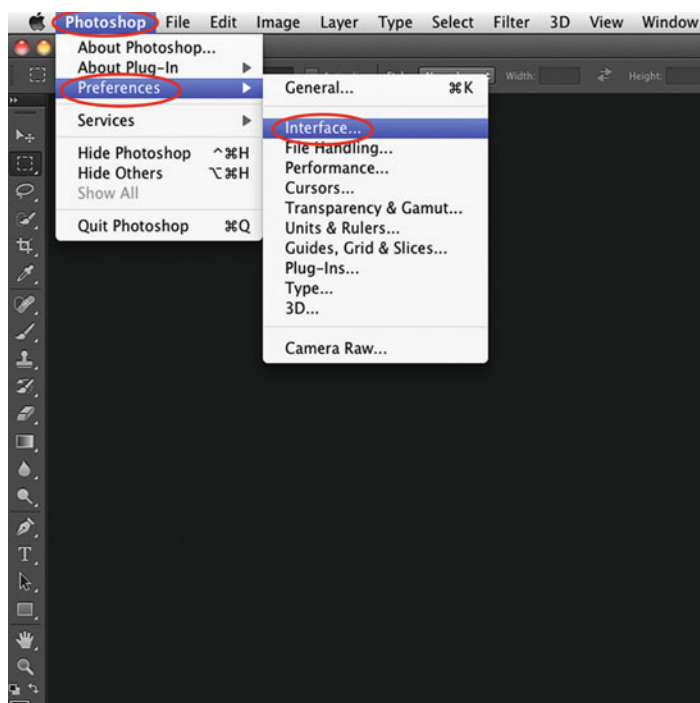 Photoshop File Edit Image Layer Type Select Filter 3D View Window
About Photoshop...
About Plug-In
Preferences
Services
Hide Photoshop ^⌘H
Hide Others ⌥⌘H
Show All
Quit Photoshop ⌘Q
Width: Height:
General... ⌘K
Interface...
File Handling...
Performance...
Cursors...
Transparency & Gamut...
Units & Rulers...
Guides, Grid & Slices...
Plug-Ins...
Type...
3D...
Camera Raw...
T